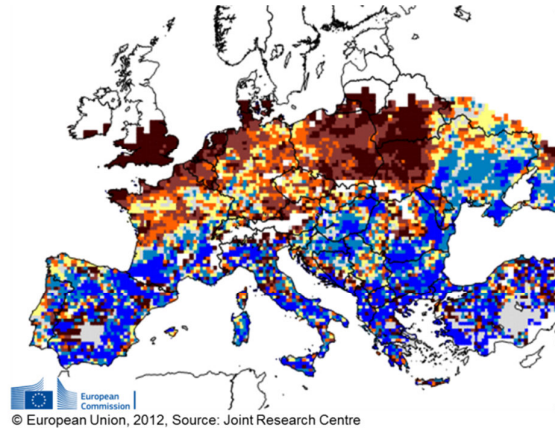 European
Commission
© European Union, 2012, Source: Joint Research Centre